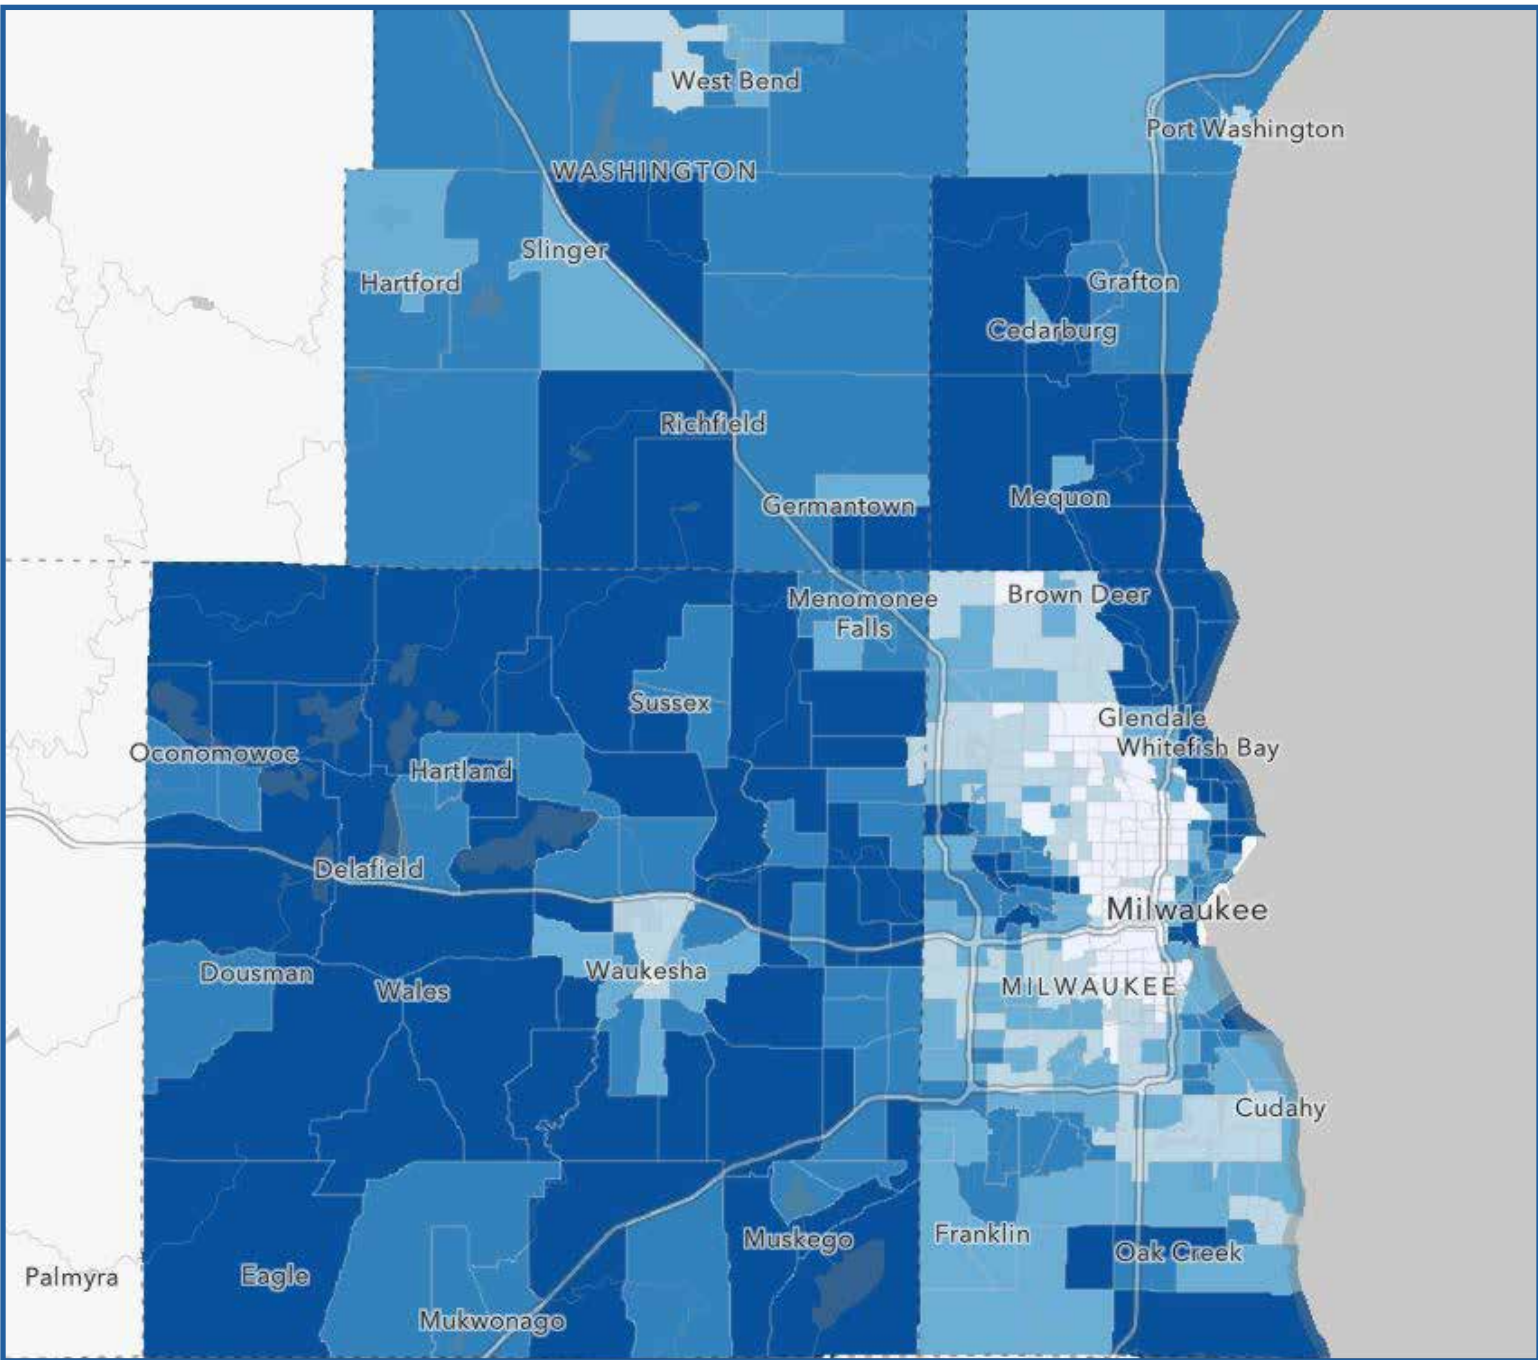 West Bend
Port Washington
WASHINGTON
Slinger
Hartford
Grafton
Cedarburg
Richfield
Mequon
Germantown
Brown Deer
Menomonee
Falls
Sussex
Glendale
Whitefish Bay
Oconomowoc
Hartland
Delafield
Milwaukee
Dousman
Waukesha
Wales
MILWAUKEE
Cudahy
Muskego
Franklin
Oak Creek
Palmyra
Eagle
Mukwonago